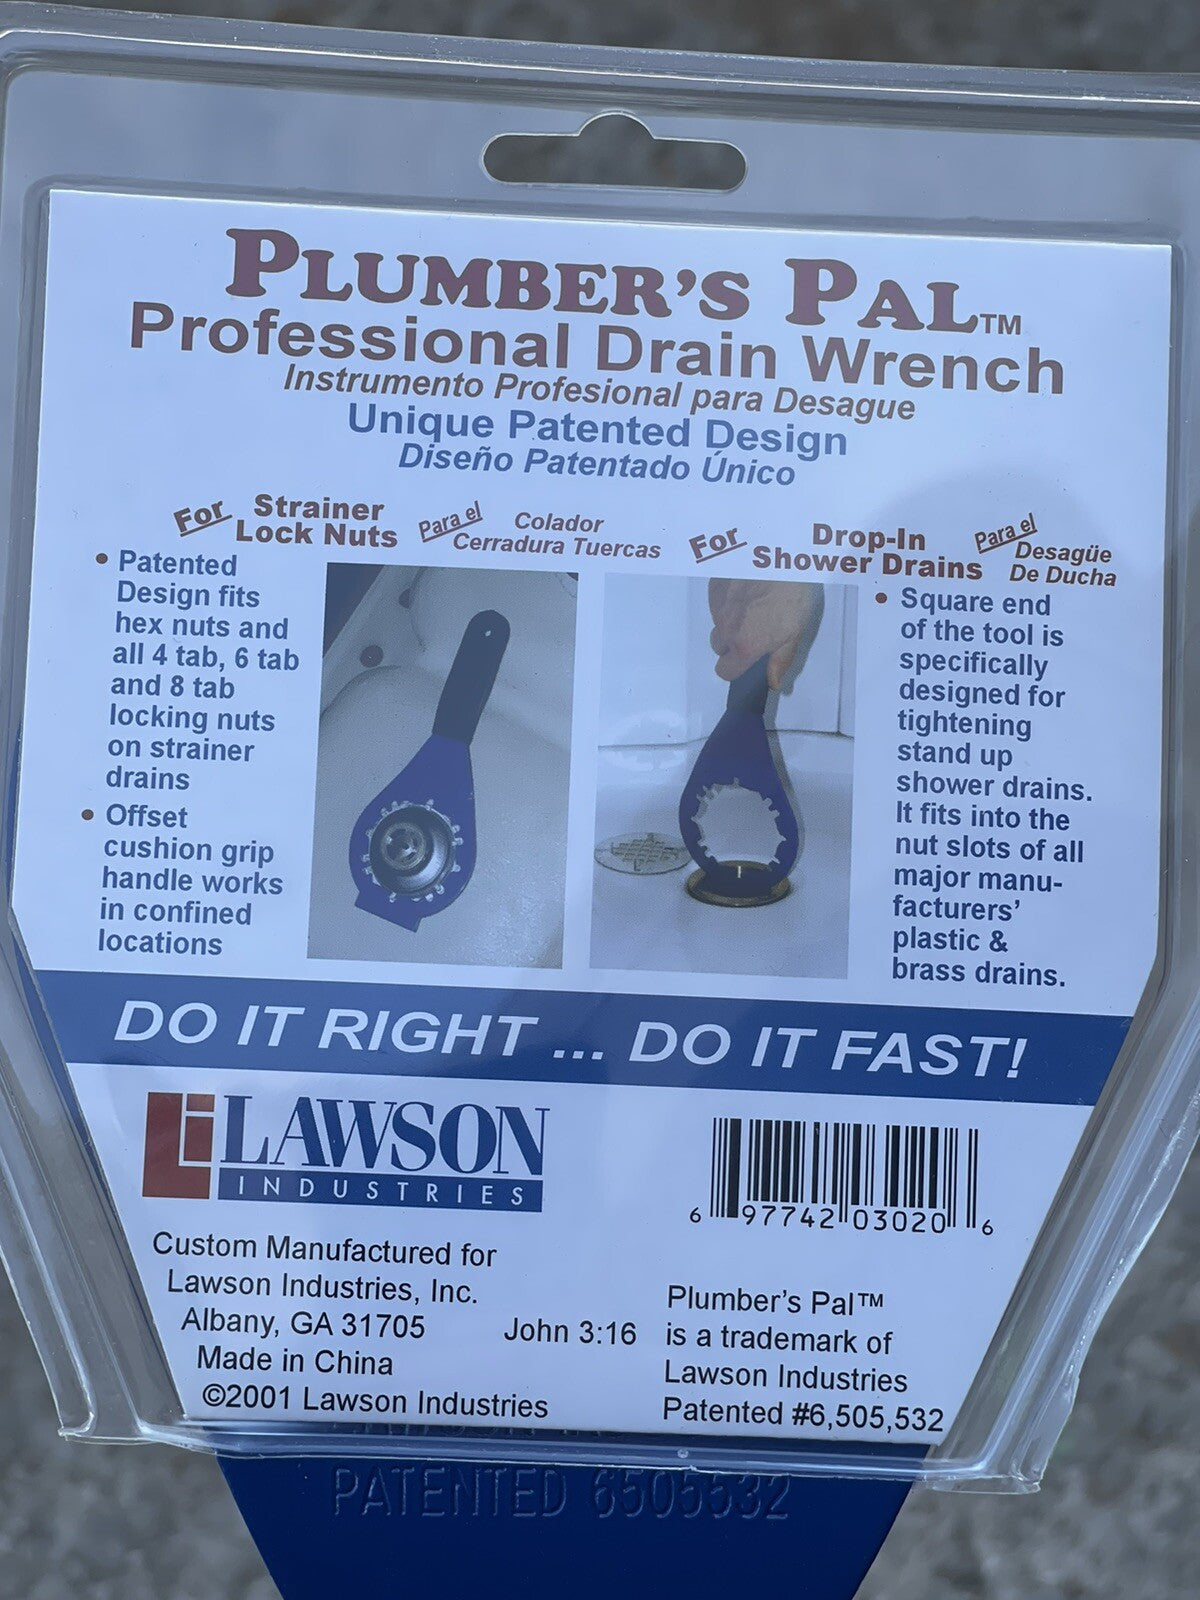 PLUMBER'S PAL™
Professional Drain Wrench
Instrumento Profesional para Desague
Unique Patented Design
Diseño Patentado Único
For Strainer Lock Nuts
Para el Colador Cerradura Tuercas
For Drop-In Shower Drains
Para el Desagüe De Ducha
• Patented
Design fits
hex nuts and
all 4 tab, 6 tab
and 8 tab
locking nuts
on strainer
drains
• Offset
cushion grip
handle works
in confined
locations
• Square end
of the tool is
specifically
designed for
tightening
stand up
shower drains.
It fits into the
nut slots of all
major manu-
facturers'
plastic &
brass drains.
DO IT RIGHT ... DO IT FAST!
Li LAWSON
INDUSTRIES
6 97742 03020 6
Custom Manufactured for
Lawson Industries, Inc.
Albany, GA 31705
Made in China
©2001 Lawson Industries
John 3:16
Plumber's Pal™
is a trademark of
Lawson Industries
Patented #6,505,532
PATENTED 6505532